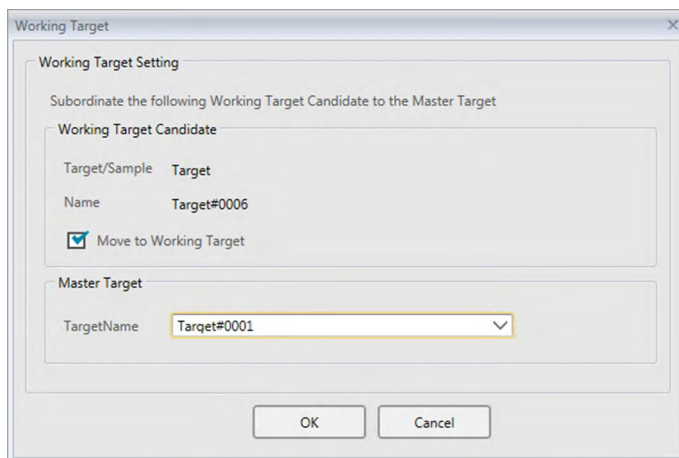 Working Target
Working Target Setting
Subordinate the following Working Target Candidate to the Master Target
Working Target Candidate
Target/Sample Target
Name Target#0006
Move to Working Target
Master Target
TargetName Target#0001
OK Cancel